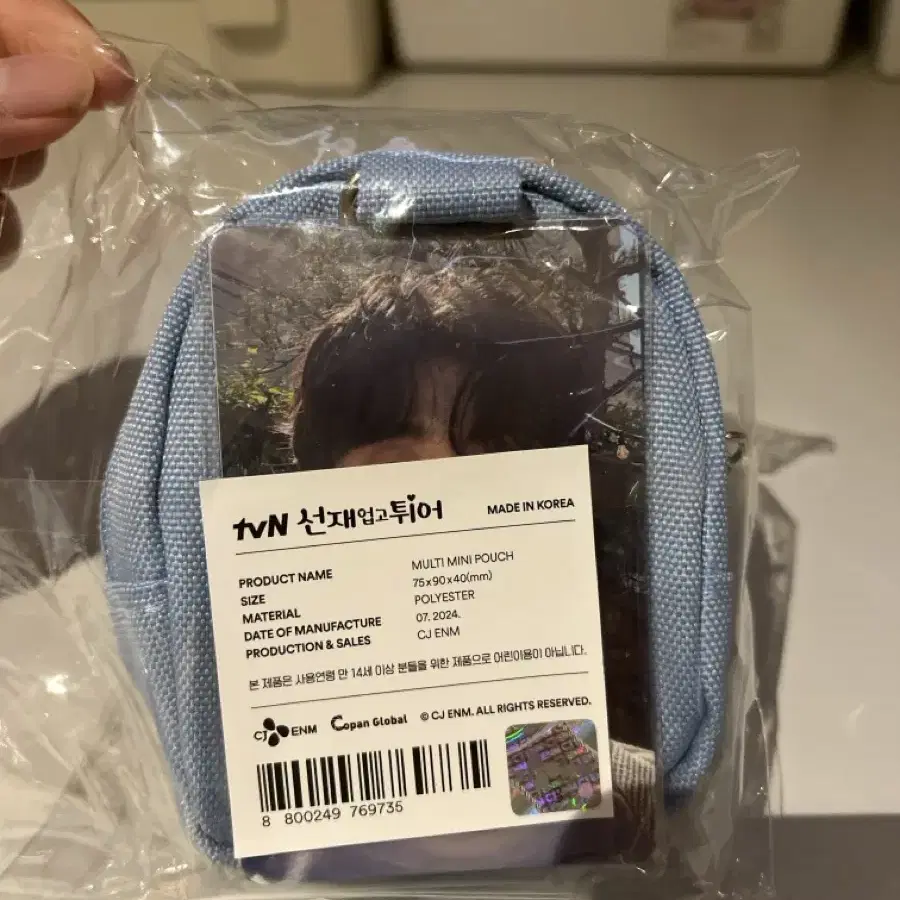 tvN 선재업고튀어
MADE IN KOREA
PRODUCT NAME MULTI MINI POUCH
SIZE 75x90x40(mm)
MATERIAL POLYESTER
DATE OF MANUFACTURE 07. 2024.
PRODUCTION & SALES CJ ENM
본 제품은 사용연령 만 14세 이상 분들을 위한 제품으로 어린이용이 아닙니다.
CJ ENM Copan Global © CJ ENM. ALL RIGHTS RESERVED.
8 800249 769735